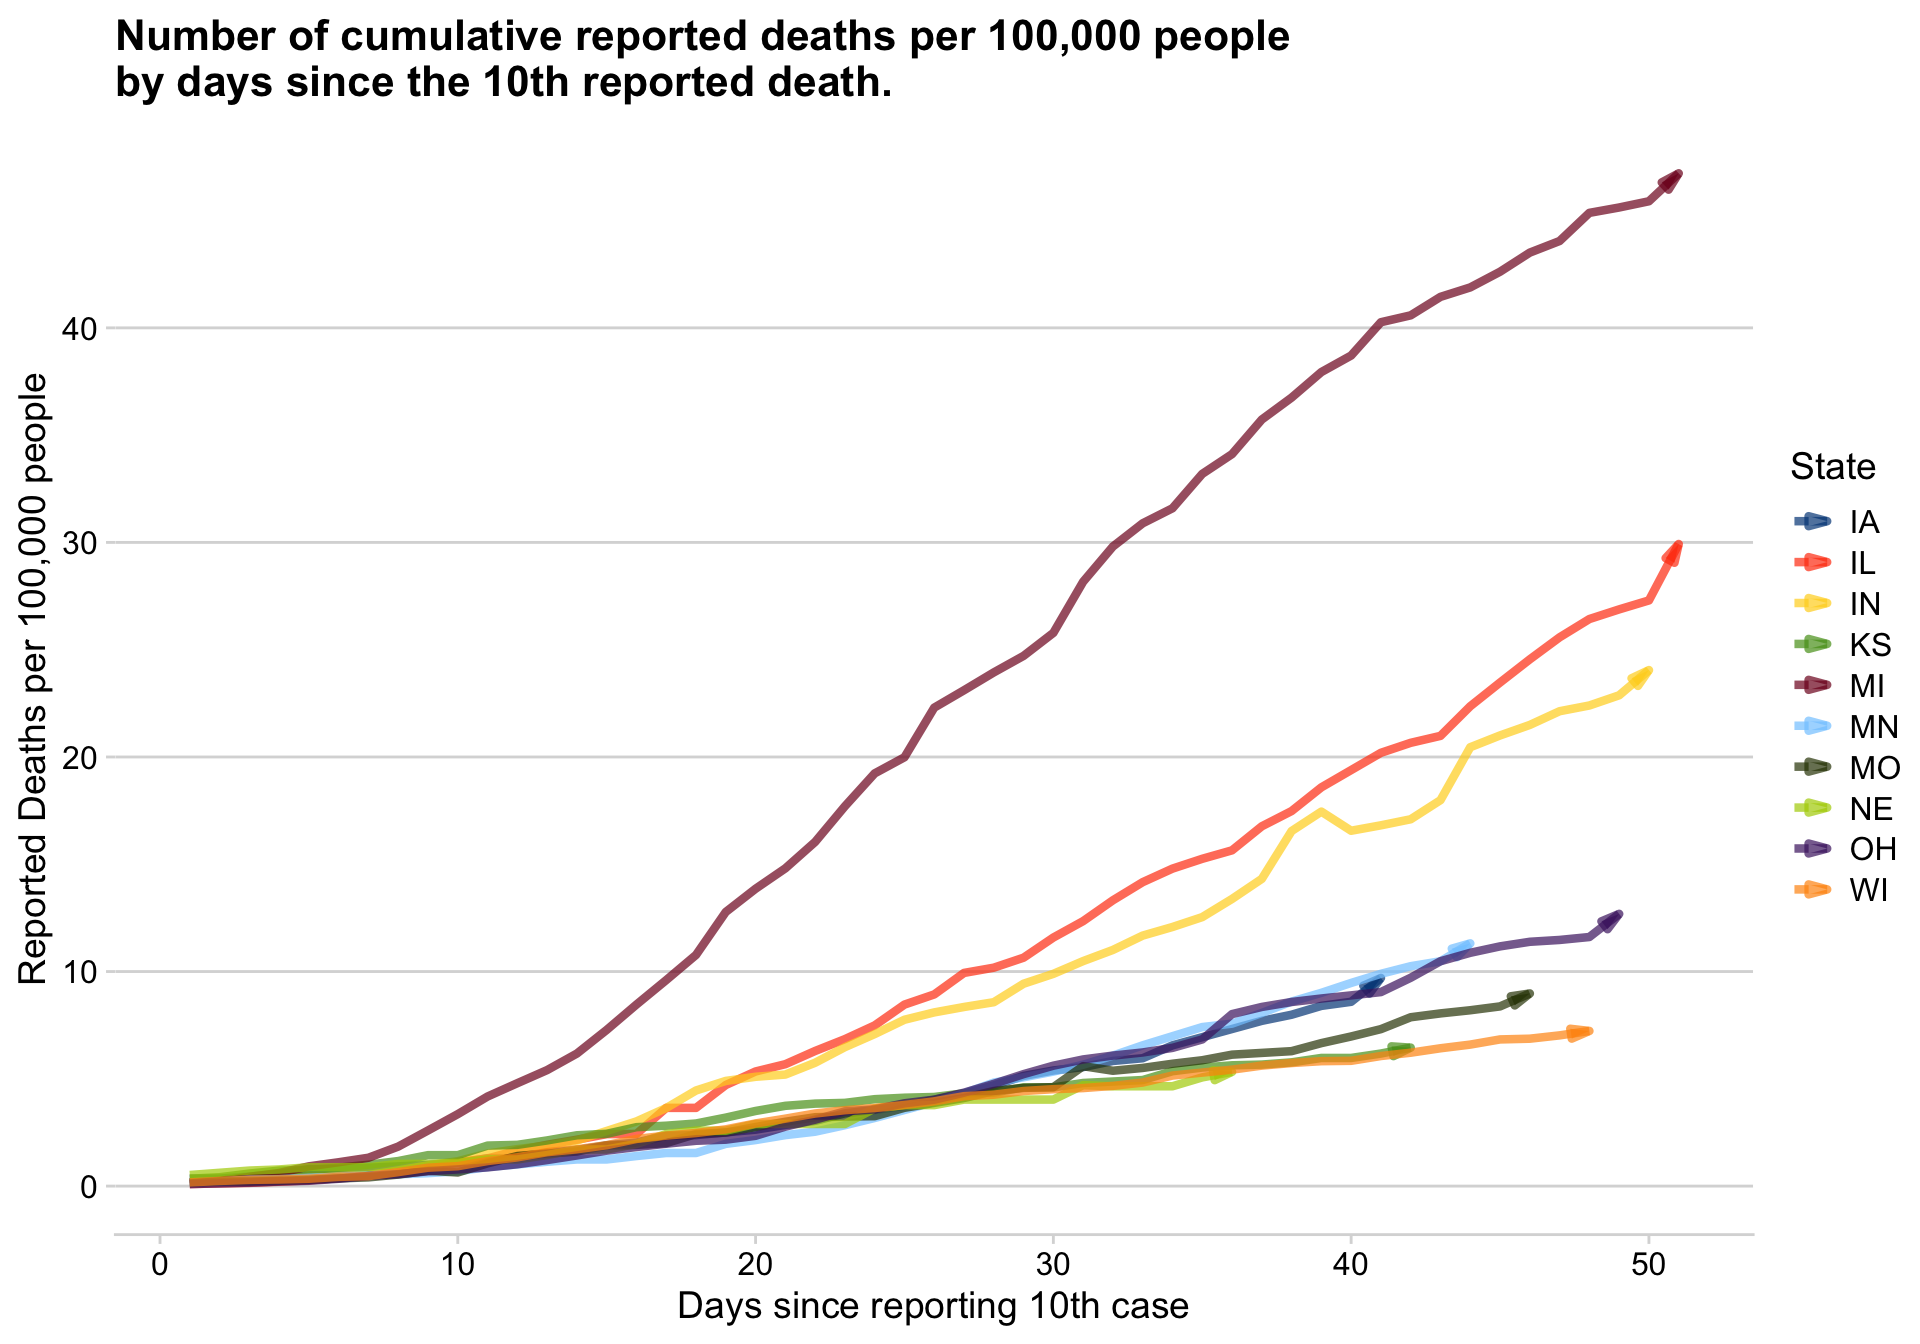 Number of cumulative reported deaths per 100,000 people
by days since the 10th reported death.
Reported Deaths per 100,000 people
40
30
20
10
0
0 10 20 30 40 50
Days since reporting 10th case
State
IA
IL
IN
KS
MI
MN
MO
NE
OH
WI